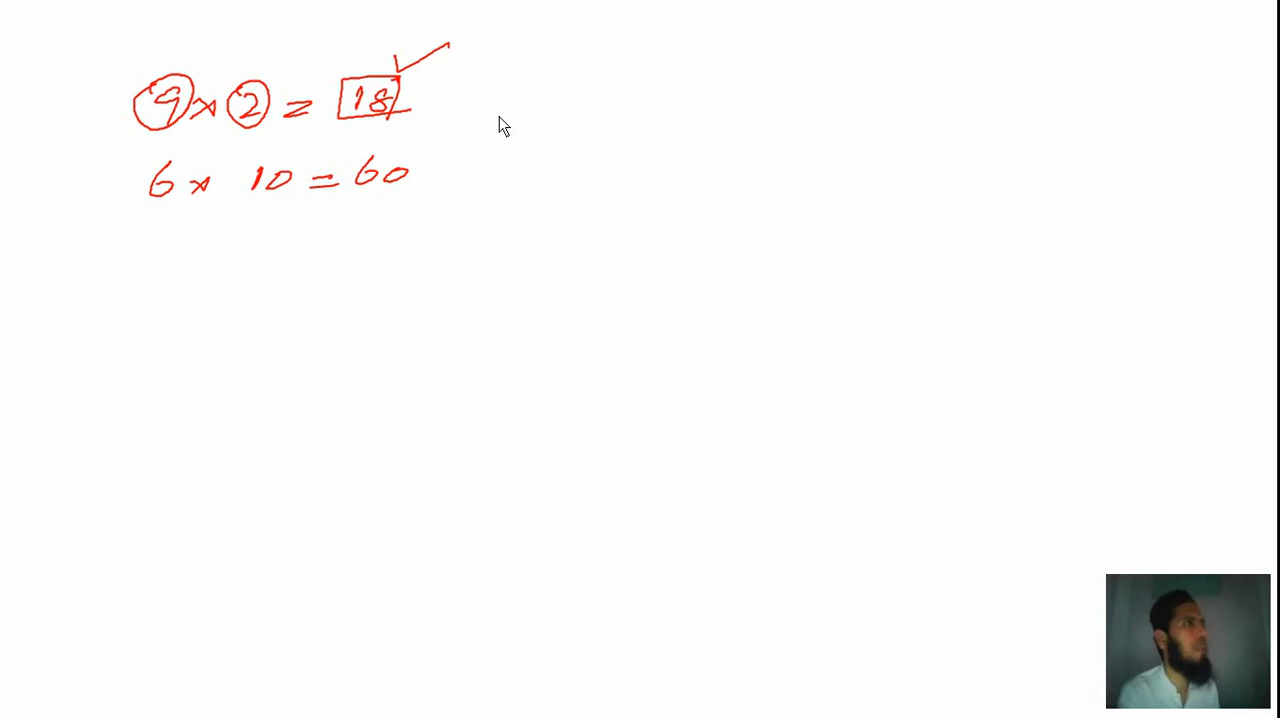 9 × 2 = 18
6 × 10 = 60